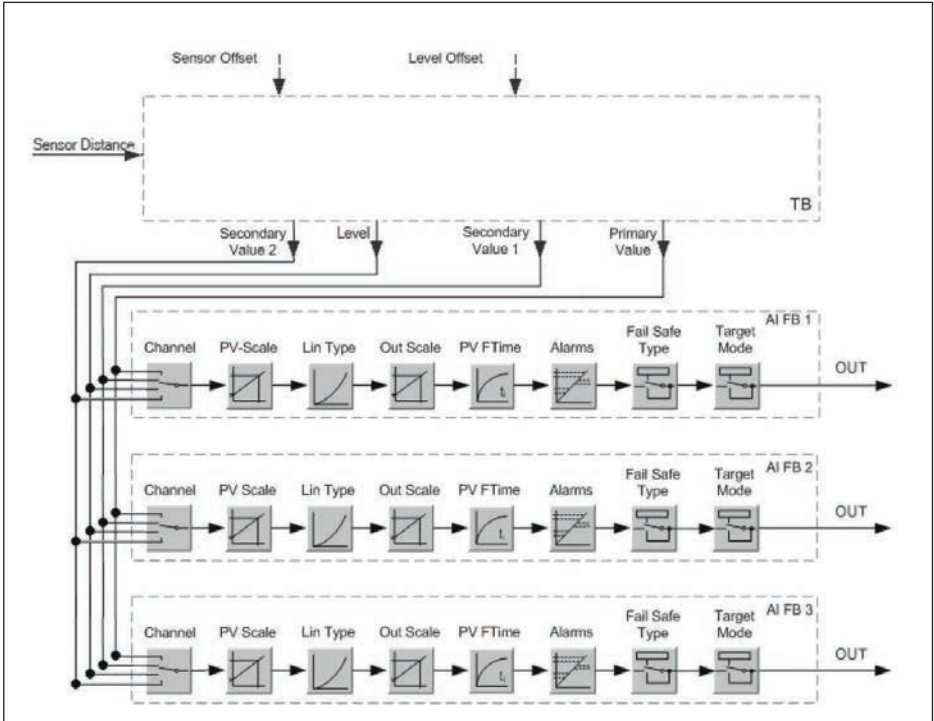 Sensor Offset
Level Offset
Sensor Distance
TB
Secondary Value 2
Level
Secondary Value 1
Primary Value
AI FB 1
Channel
PV-Scale
Lin Type
Out Scale
PV FTime
Alarms
Fail Safe Type
Target Mode
OUT
t
AI FB 2
Channel
PV Scale
Lin Type
Out Scale
PV FTime
Alarms
Fail Safe Type
Target Mode
OUT
t
AI FB 3
Channel
PV Scale
Lin Type
Out Scale
PV FTime
Alarms
Fail Safe Type
Target Mode
OUT
t